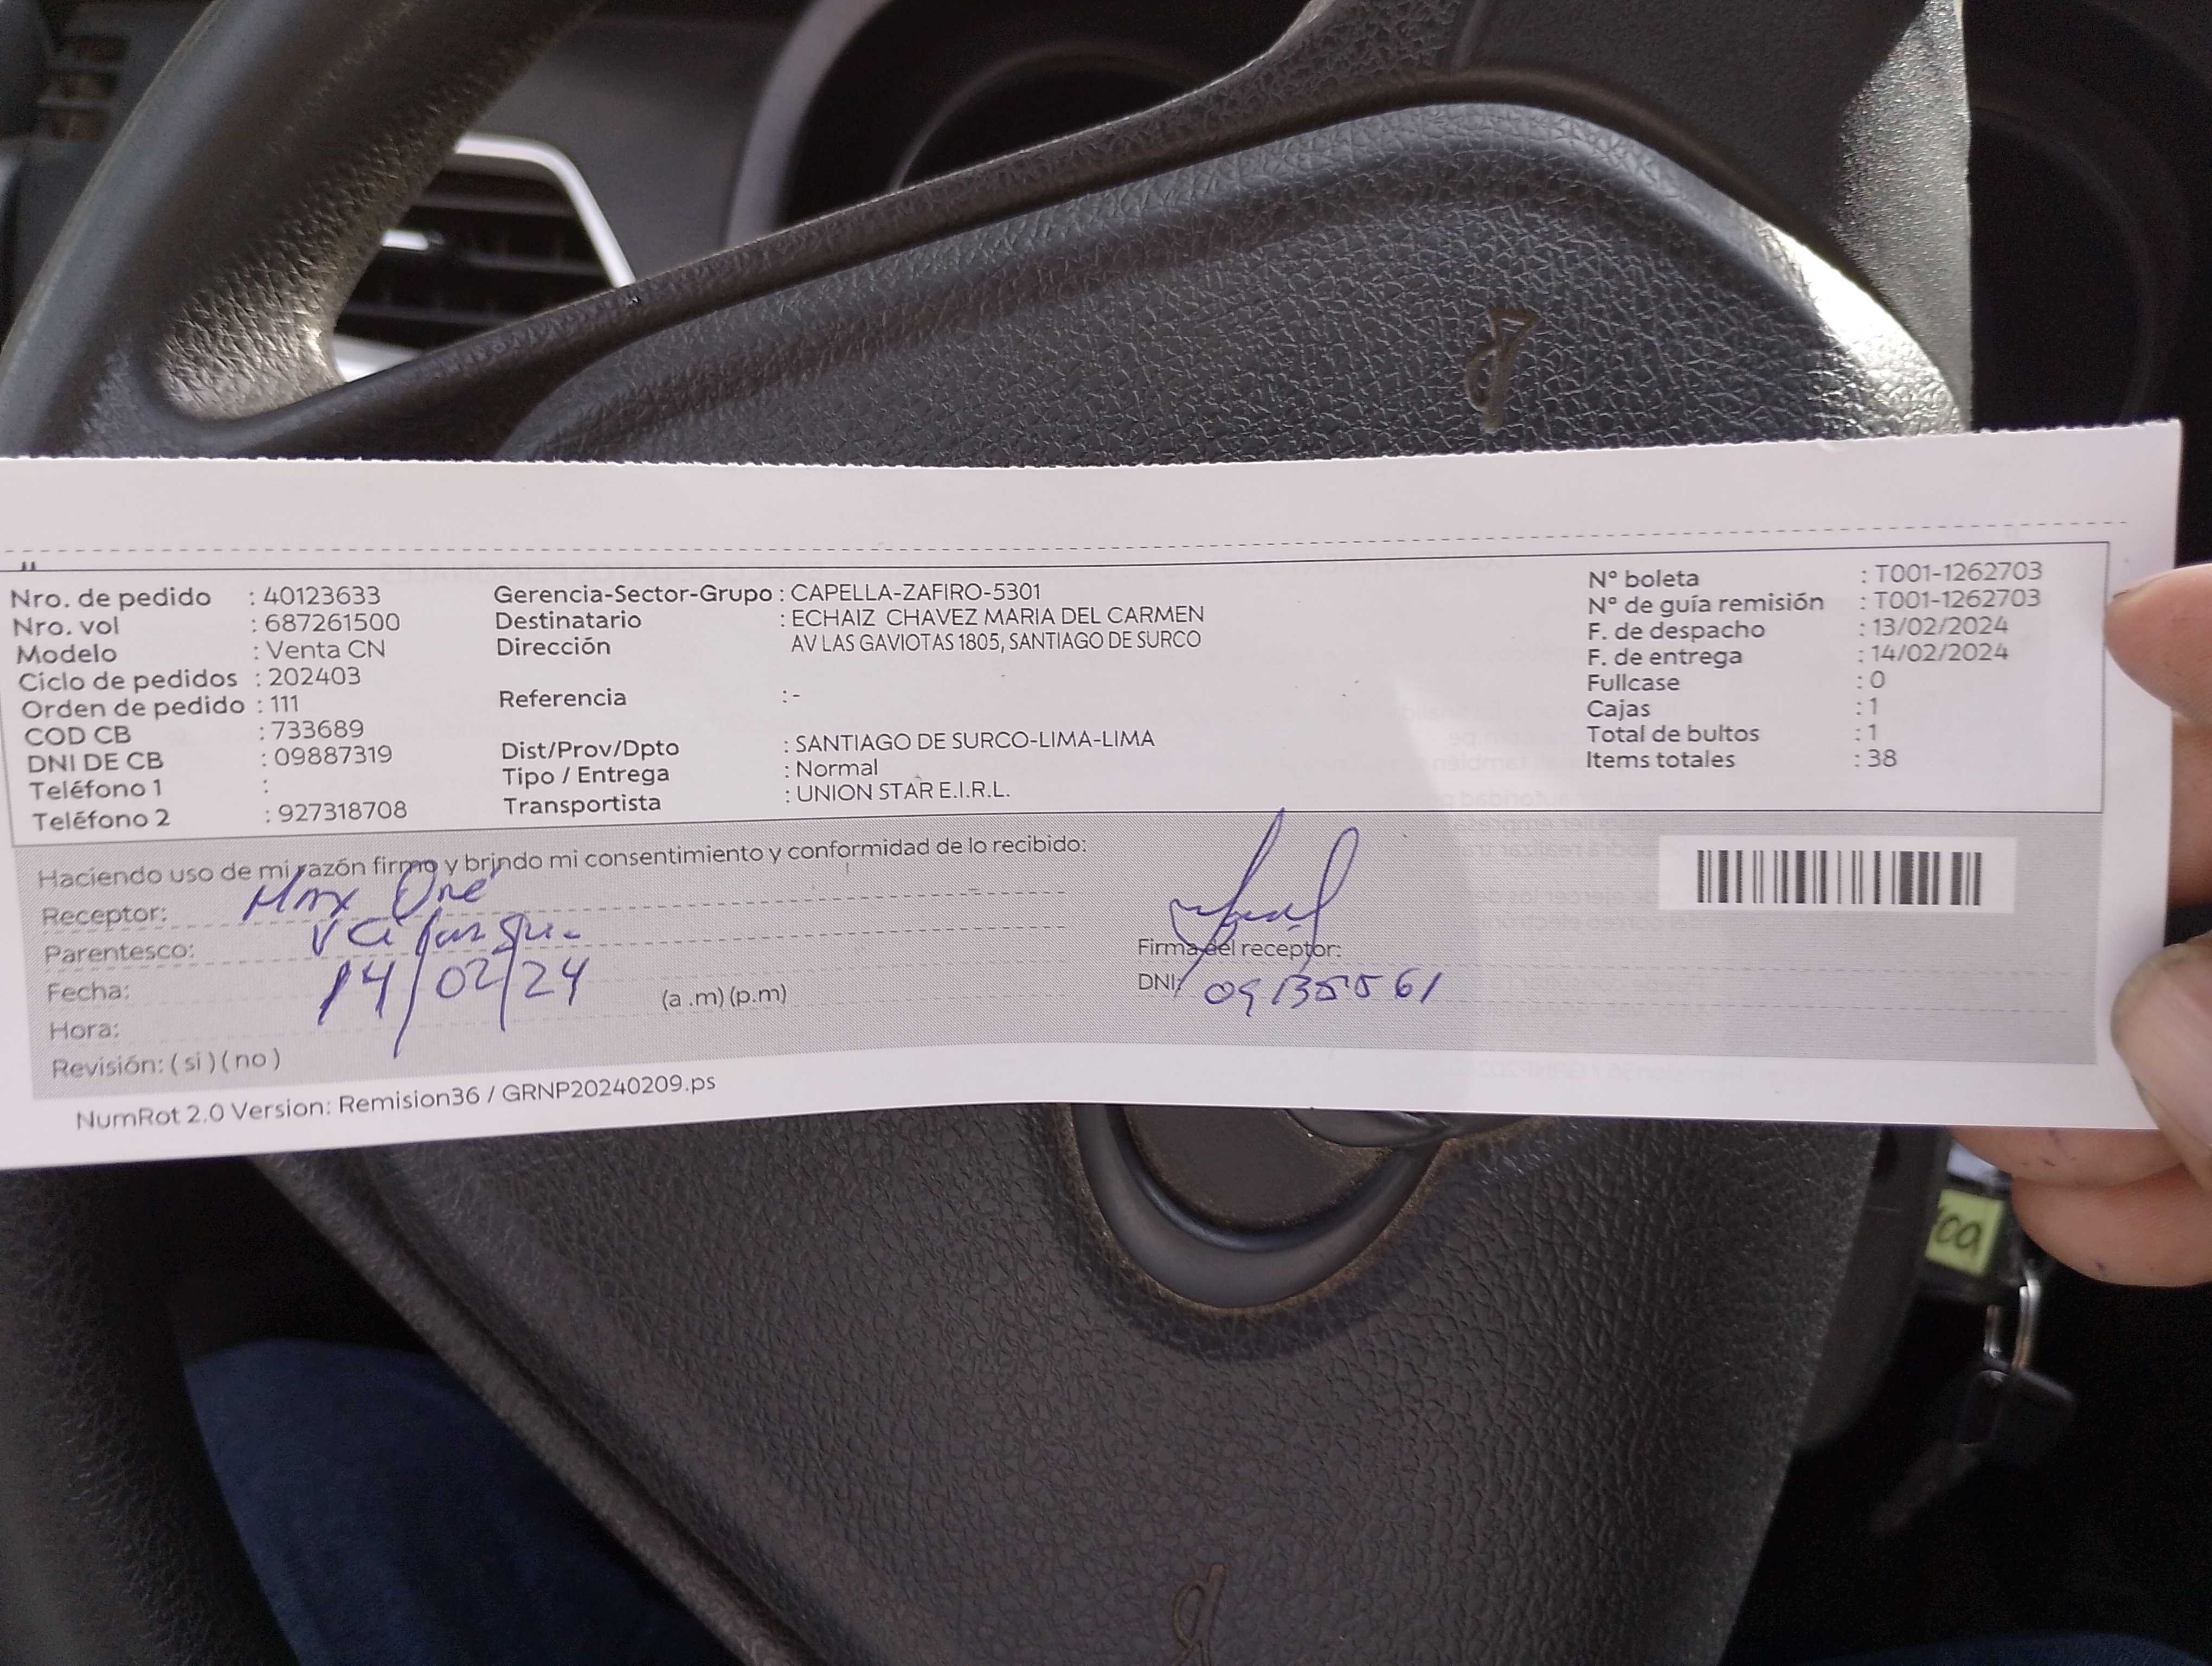 Nro. de pedido : 40123633
Nro. vol : 687261500
Modelo : Venta CN
Ciclo de pedidos : 202403
Orden de pedido : 111
COD CB : 733689
DNI DE CB : 09887319
Teléfono 1 :
Teléfono 2 : 927318708
Gerencia-Sector-Grupo : CAPELLA-ZAFIRO-5301
Destinatario : ECHAIZ CHAVEZ MARIA DEL CARMEN
Dirección AV LAS GAVIOTAS 1805, SANTIAGO DE SURCO
Referencia : -
Dist/Prov/Dpto : SANTIAGO DE SURCO-LIMA-LIMA
Tipo / Entrega : Normal
Transportista : UNION STAR E.I.R.L.
N° boleta : T001-1262703
N° de guía remisión : T001-1262703
F. de despacho : 13/02/2024
F. de entrega : 14/02/2024
Fullcase : 0
Cajas : 1
Total de bultos : 1
Items totales : 38
Haciendo uso de mi razón firmo y brindo mi consentimiento y conformidad de lo recibido:
Receptor: Max
Parentesco:
Fecha: 14/02/24
Hora: (a .m) (p.m)
Revisión: ( si ) ( no )
Firma del receptor:
DNI: 09135561
NumRot 2.0 Version: Remision36 / GRNP20240209.ps